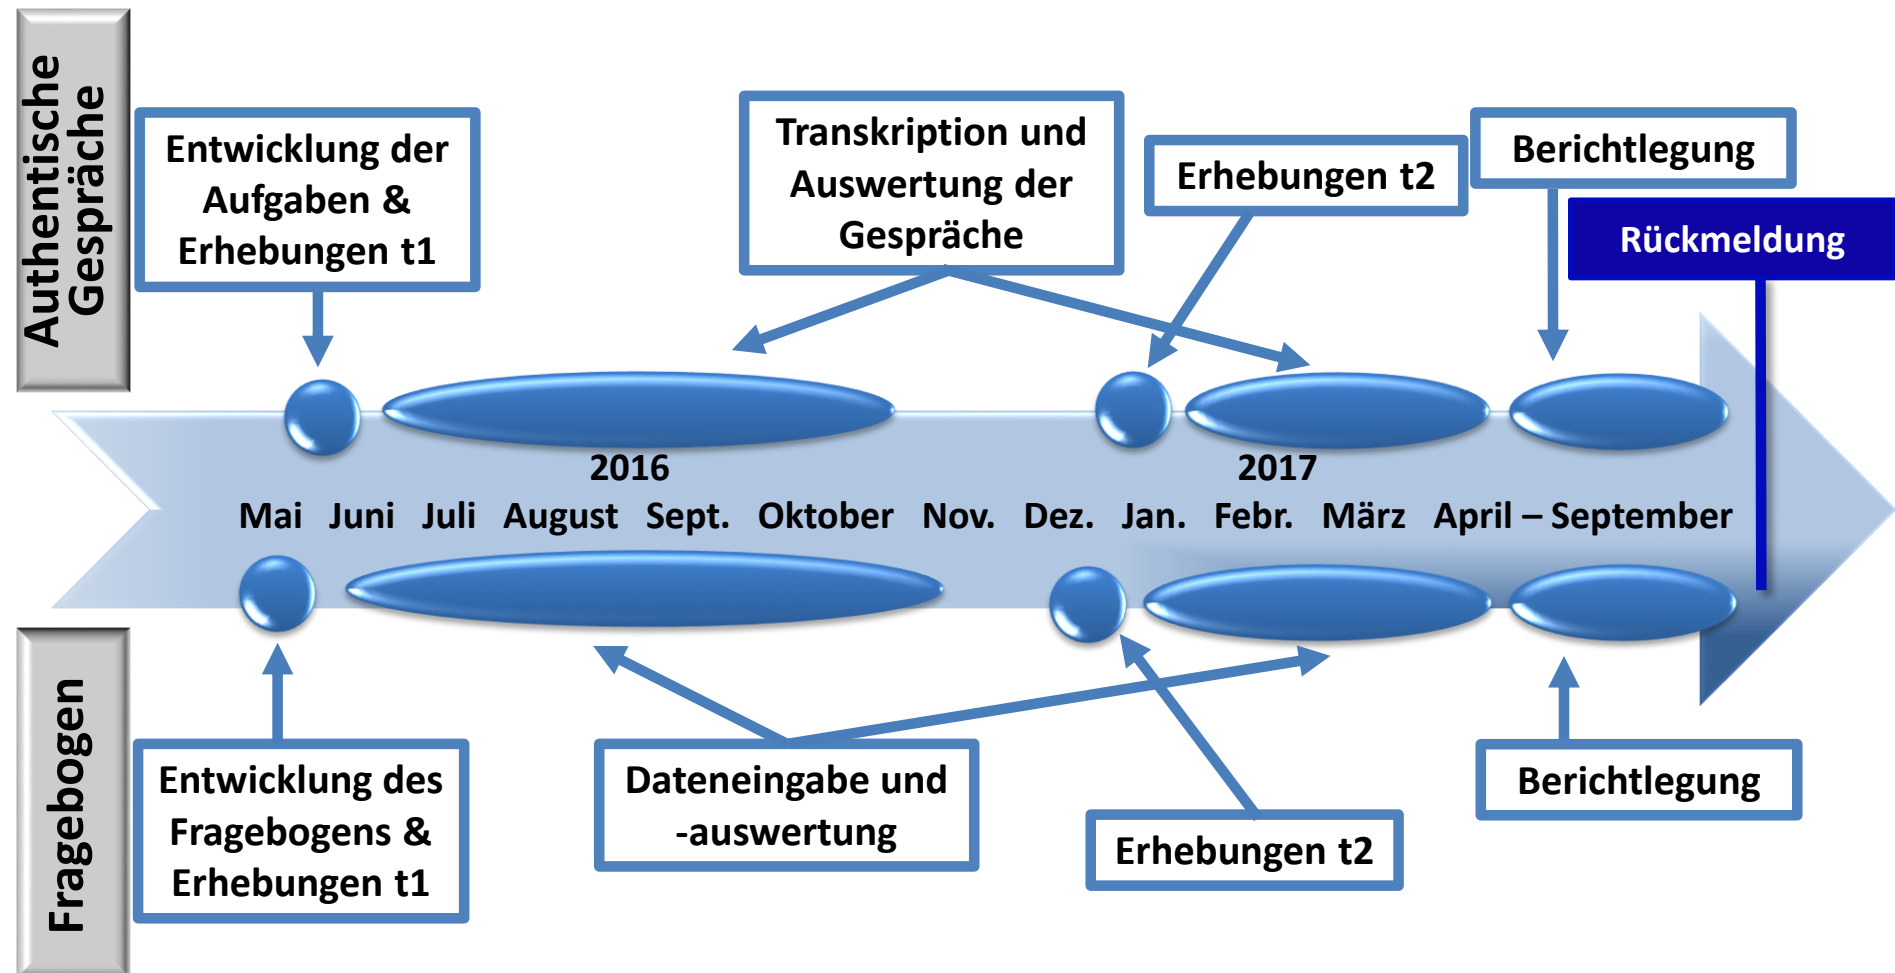 Authentische
Gespräche
Entwicklung der
Aufgaben &
Erhebungen t1
Transkription und
Auswertung der
Gespräche
Erhebungen t2
Berichtlegung
Rückmeldung
2016
2017
Mai Juni Juli August Sept. Oktober Nov. Dez. Jan. Febr. März April – September
Fragebogen
Entwicklung des
Fragebogens &
Erhebungen t1
Dateneingabe und
-auswertung
Erhebungen t2
Berichtlegung